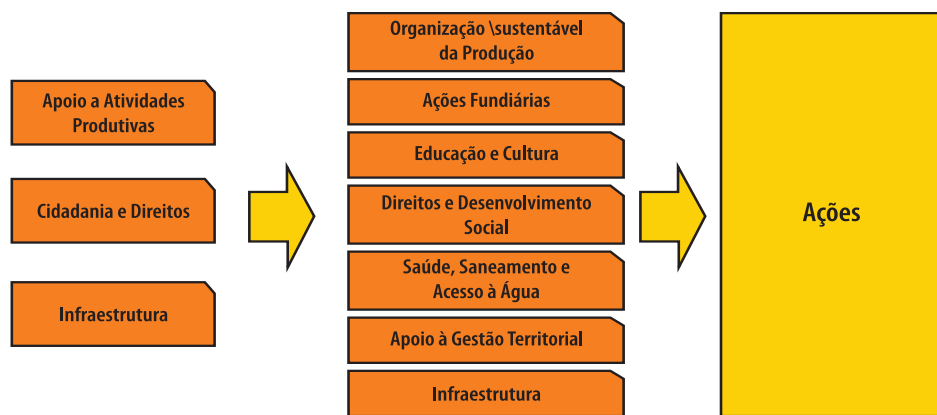 Apoio a Atividades
Produtivas
Cidadania e Direitos
Infraestrutura
Organização \sustentável
da Produção
Ações Fundiárias
Educação e Cultura
Direitos e Desenvolvimento
Social
Saúde, Saneamento e
Acesso à Água
Apoio à Gestão Territorial
Infraestrutura
Ações